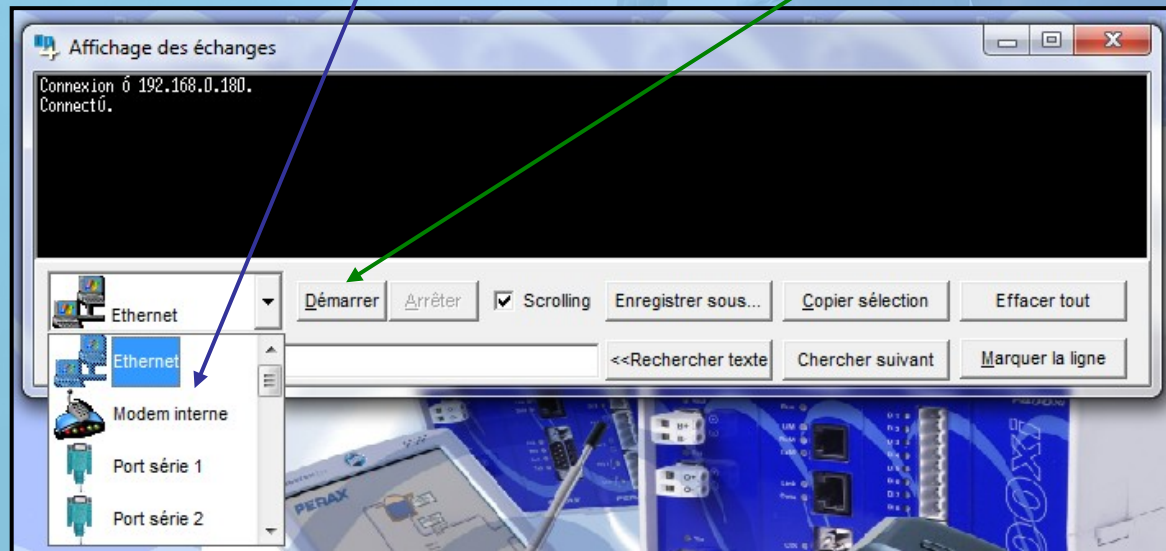 Affichage des échanges
Connexion ó 192.168.0.180.
ConnectÚ.
Ethernet
Démarrer
Arrêter
Scrolling
Enregistrer sous...
Copier sélection
Effacer tout
Ethernet
<<Rechercher texte
Chercher suivant
Marquer la ligne
Modem interne
Port série 1
Port série 2
PERAX